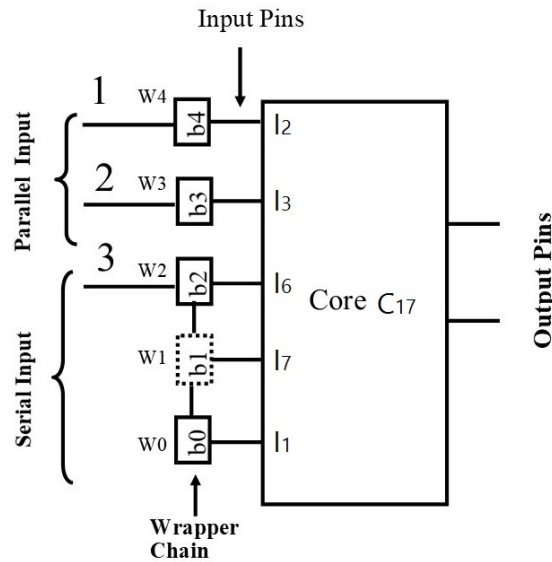 Input Pins
1
W4
b4
I2
Parallel Input
2
W3
b3
I3
3
W2
b2
I6
Core C17
Output Pins
Serial Input
W1
b1
I7
W0
b0
I1
Wrapper
Chain